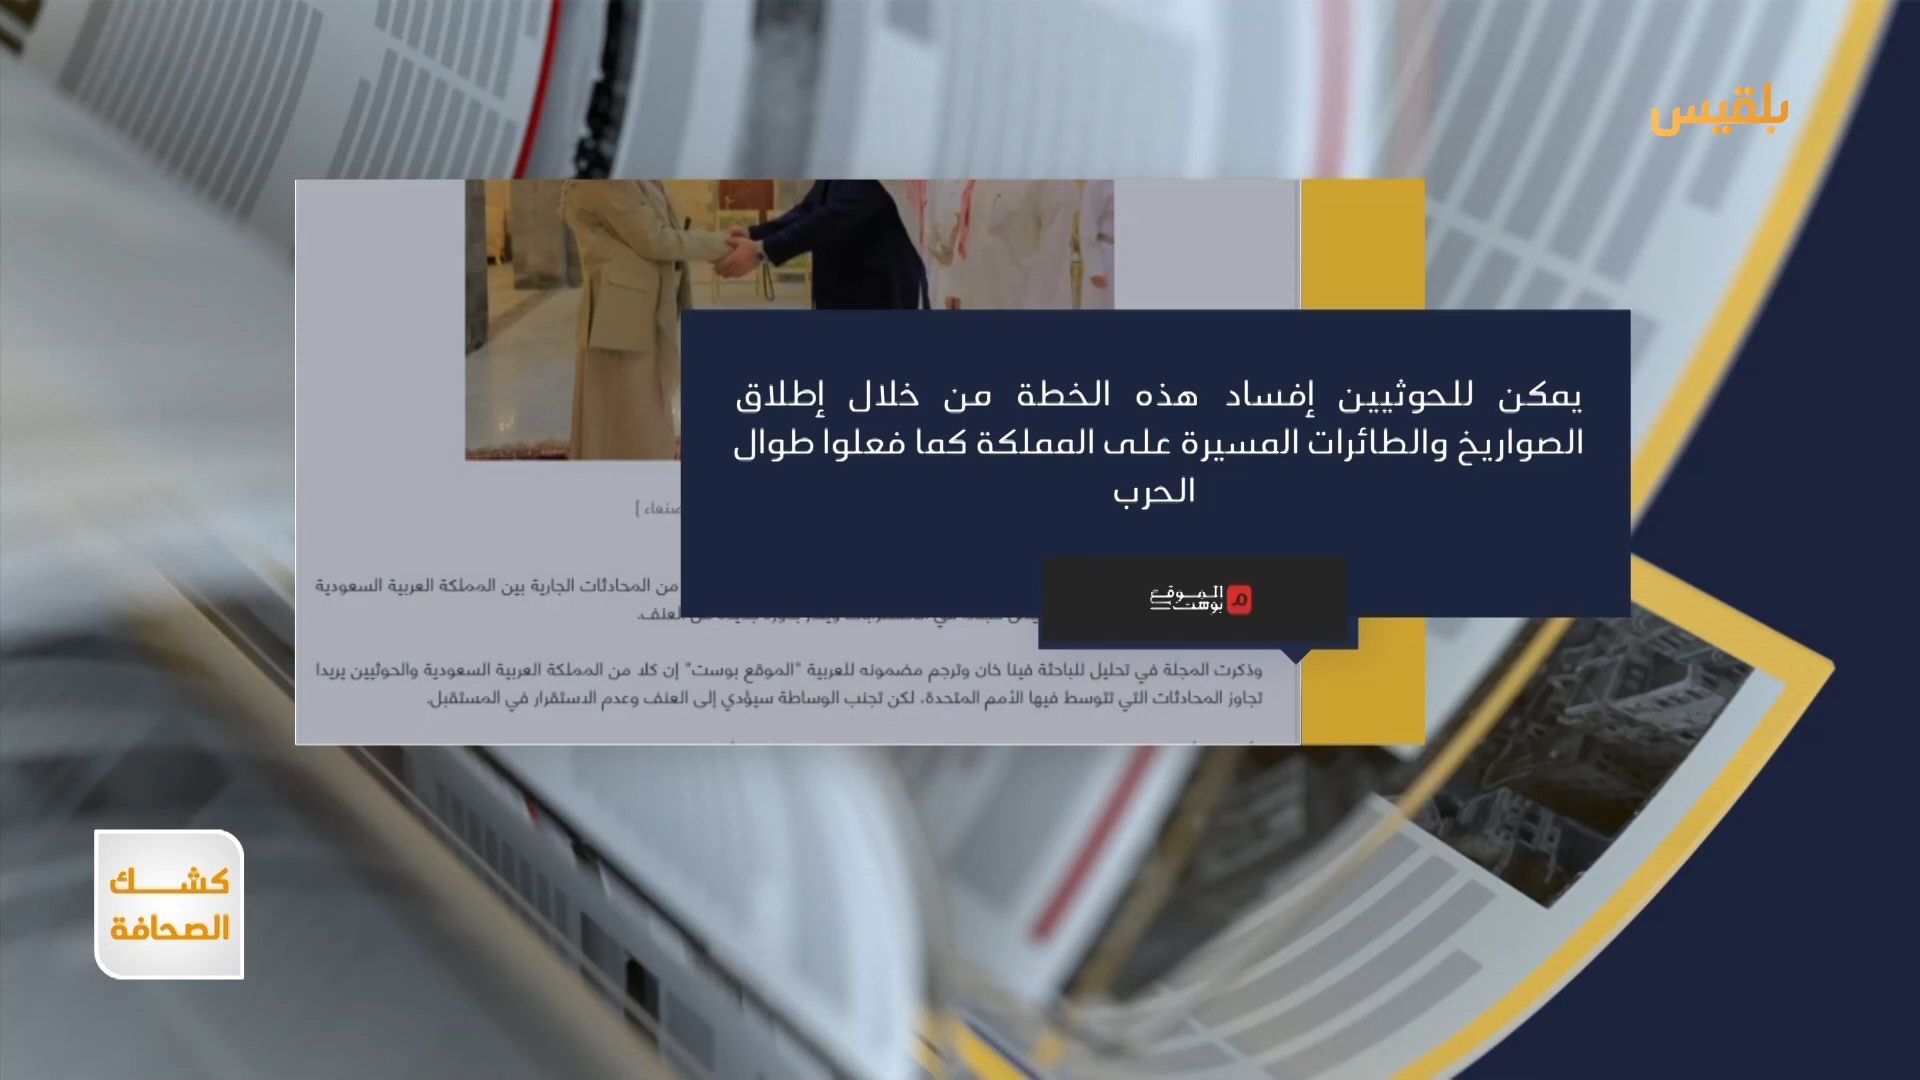 بلقيس
يمكن للحوثيين إفساد هذه الخطة من خلال إطلاق
الصواريخ والطائرات المسيرة على المملكة كما فعلوا طوال
الحرب
الموقع
بوست
صنعاء ]
من المحادثات الجارية بين المملكة العربية السعودية
العنف.
وذكرت المجلة في تحليل للباحثة فينا خان وترجم مضمونه للعربية "الموقع بوست" إن كلا من المملكة العربية السعودية والحوثيين يريدا
تجاوز المحادثات التي تتوسط فيها الأمم المتحدة، لكن تجنب الوساطة سيؤدي إلى العنف وعدم الاستقرار في المستقبل.
كشك
الصحافة